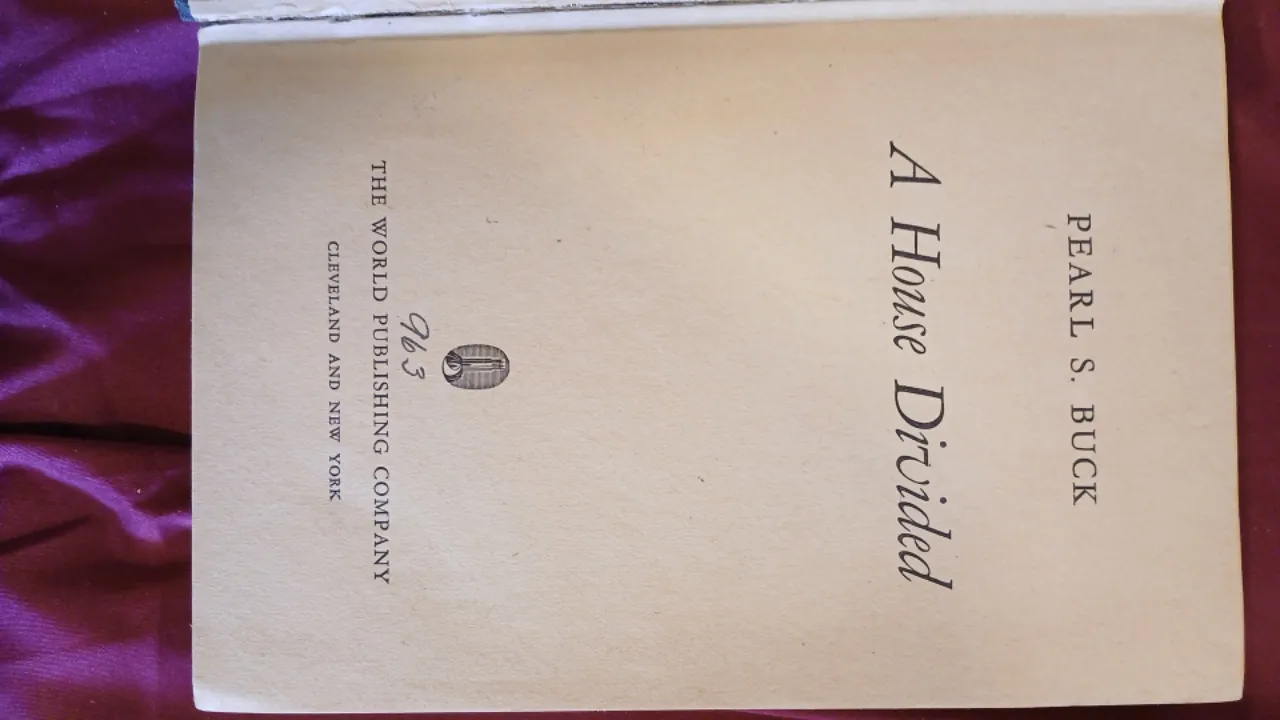 PEARL S. BUCK
A House Divided
963
THE WORLD PUBLISHING COMPANY
CLEVELAND AND NEW YORK